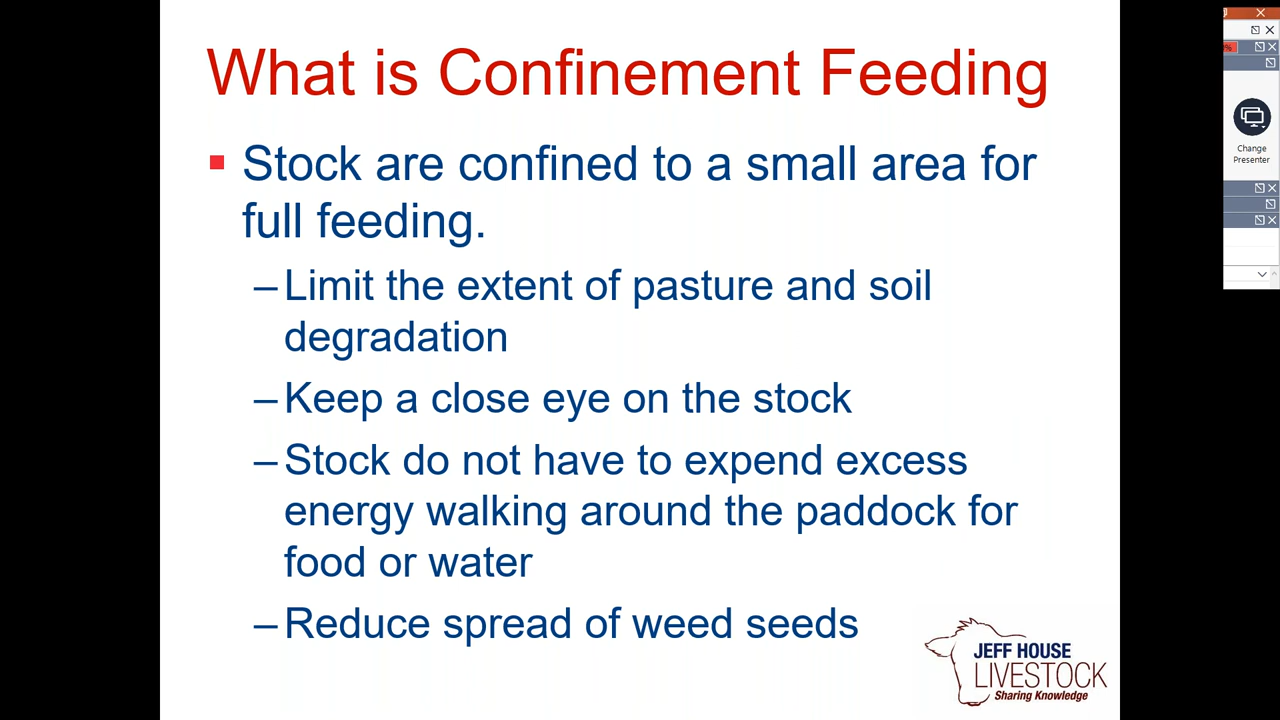 What is Confinement Feeding
▪ Stock are confined to a small area for
full feeding.
–Limit the extent of pasture and soil
degradation
–Keep a close eye on the stock
–Stock do not have to expend excess
energy walking around the paddock for
food or water
–Reduce spread of weed seeds
JEFF HOUSE
LIVESTOCK
Sharing Knowledge
Change
Presenter